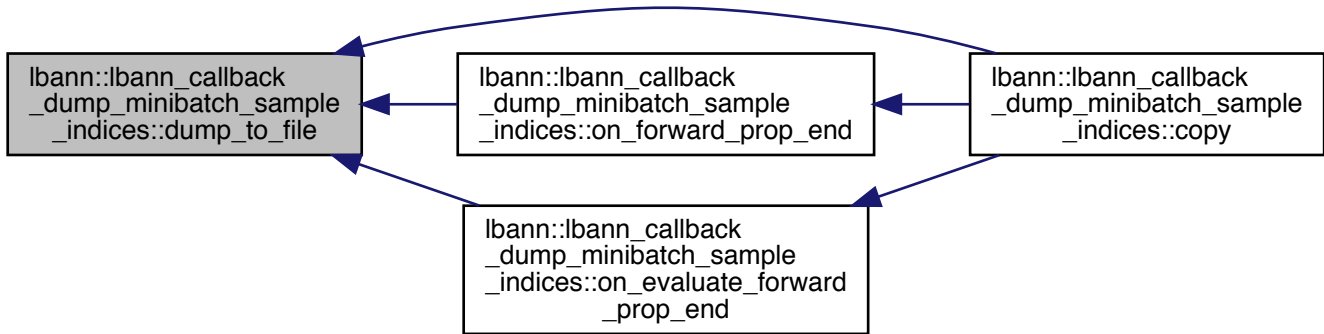 lbann::lbann_callback
_dump_minibatch_sample
_indices::dump_to_file
lbann::lbann_callback
_dump_minibatch_sample
_indices::on_forward_prop_end
lbann::lbann_callback
_dump_minibatch_sample
_indices::copy
lbann::lbann_callback
_dump_minibatch_sample
_indices::on_evaluate_forward
_prop_end